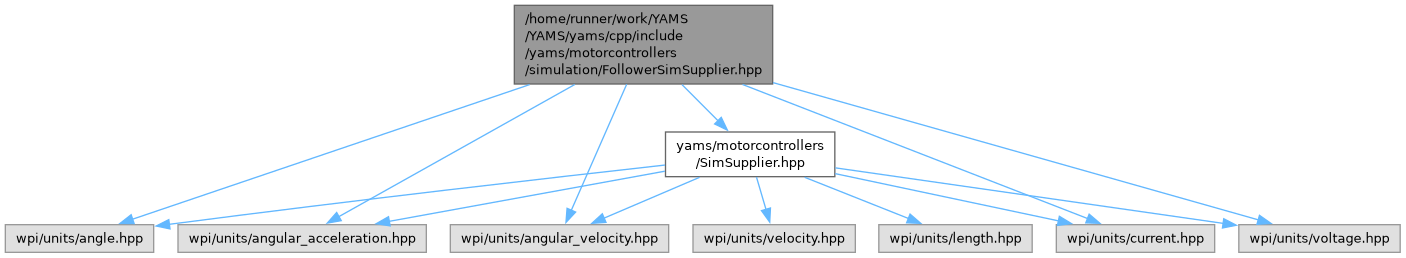 /home/runner/work/YAMS
/YAMS/yams/cpp/include
/yams/motorcontrollers
/simulation/FollowerSimSupplier.hpp
yams/motorcontrollers
/SimSupplier.hpp
wpi/units/angle.hpp
wpi/units/angular_acceleration.hpp
wpi/units/angular_velocity.hpp
wpi/units/velocity.hpp
wpi/units/length.hpp
wpi/units/current.hpp
wpi/units/voltage.hpp